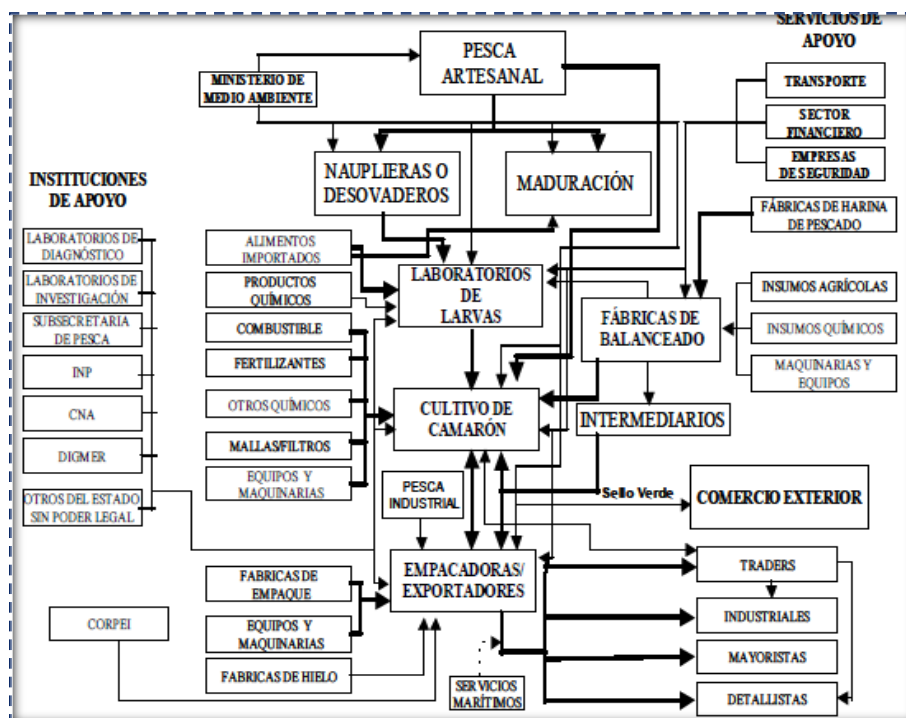 SERVICIOS DE
APOYO
PESCA
ARTESANAL
MINISTERIO DE
MEDIO AMBIENTE
TRANSPORTE
SECTOR
FINANCIERO
EMPRESAS
DE SEGURIDAD
NAUPLIERAS O
DESOVADEROS
MADURACIÓN
INSTITUCIONES
DE APOYO
FÁBRICAS DE HARINA
DE PESCADO
LABORATORIOS DE
DIAGNÓSTICO
LABORATORIOS DE
INVESTIGACIÓN
SUBSECRETARIA
DE PESCA
INP
CNA
DIGMER
OTROS DEL ESTADO
SIN PODER LEGAL
ALIMENTOS
IMPORTADOS
PRODUCTOS
QUÍMICOS
COMBUSTIBLE
FERTILIZANTES
OTROS QUÍMICOS
MALLAS/FILTROS
EQUIPOS Y
MAQUINARIAS
LABORATORIOS
DE
LARVAS
FÁBRICAS DE
BALANCEADO
INSUMOS AGRÍCOLAS
INSUMOS QUÍMICOS
MAQUINARIAS Y
EQUIPOS
CULTIVO DE
CAMARÓN
INTERMEDIARIOS
PESCA
INDUSTRIAL
Sello Verde
COMERCIO EXTERIOR
EMPACADORAS/
EXPORTADORES
FABRICAS DE
EMPAQUE
EQUIPOS Y
MAQUINARIAS
FABRICAS DE HIELO
CORPEI
SERVICIOS
MARÍTIMOS
TRADERS
INDUSTRIALES
MAYORISTAS
DETALLISTAS